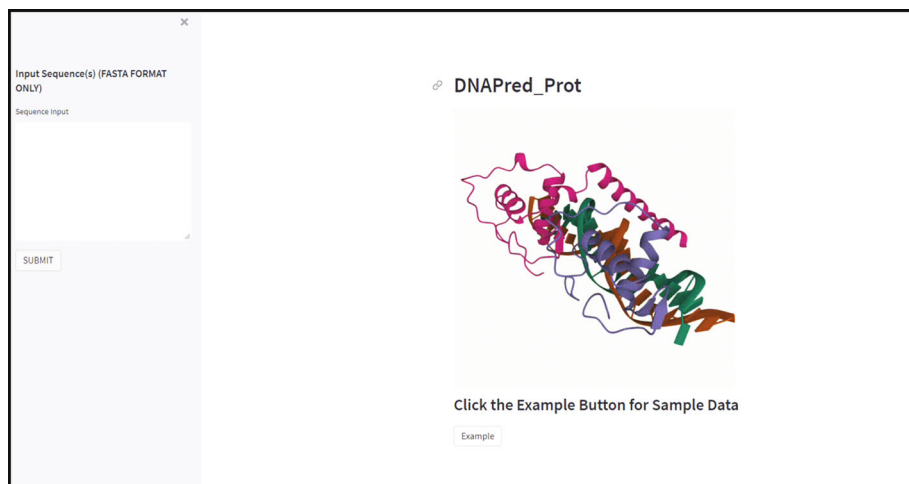 Input Sequence(s) (FASTA FORMAT
ONLY)
Sequence Input
SUBMIT
DNAPred_Prot
Click the Example Button for Sample Data
Example